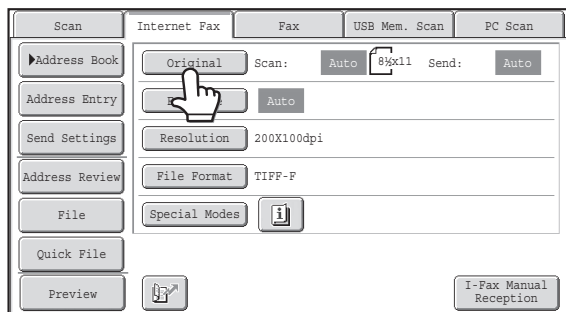 Scan
Internet Fax
Fax
USB Mem. Scan
PC Scan
Address Book
Original
Scan:
Auto
8½x11
Send:
Auto
Address Entry
Auto
Send Settings
Resolution
200X100dpi
Address Review
File Format
TIFF-F
File
Special Modes
Quick File
Preview
I-Fax Manual
Reception